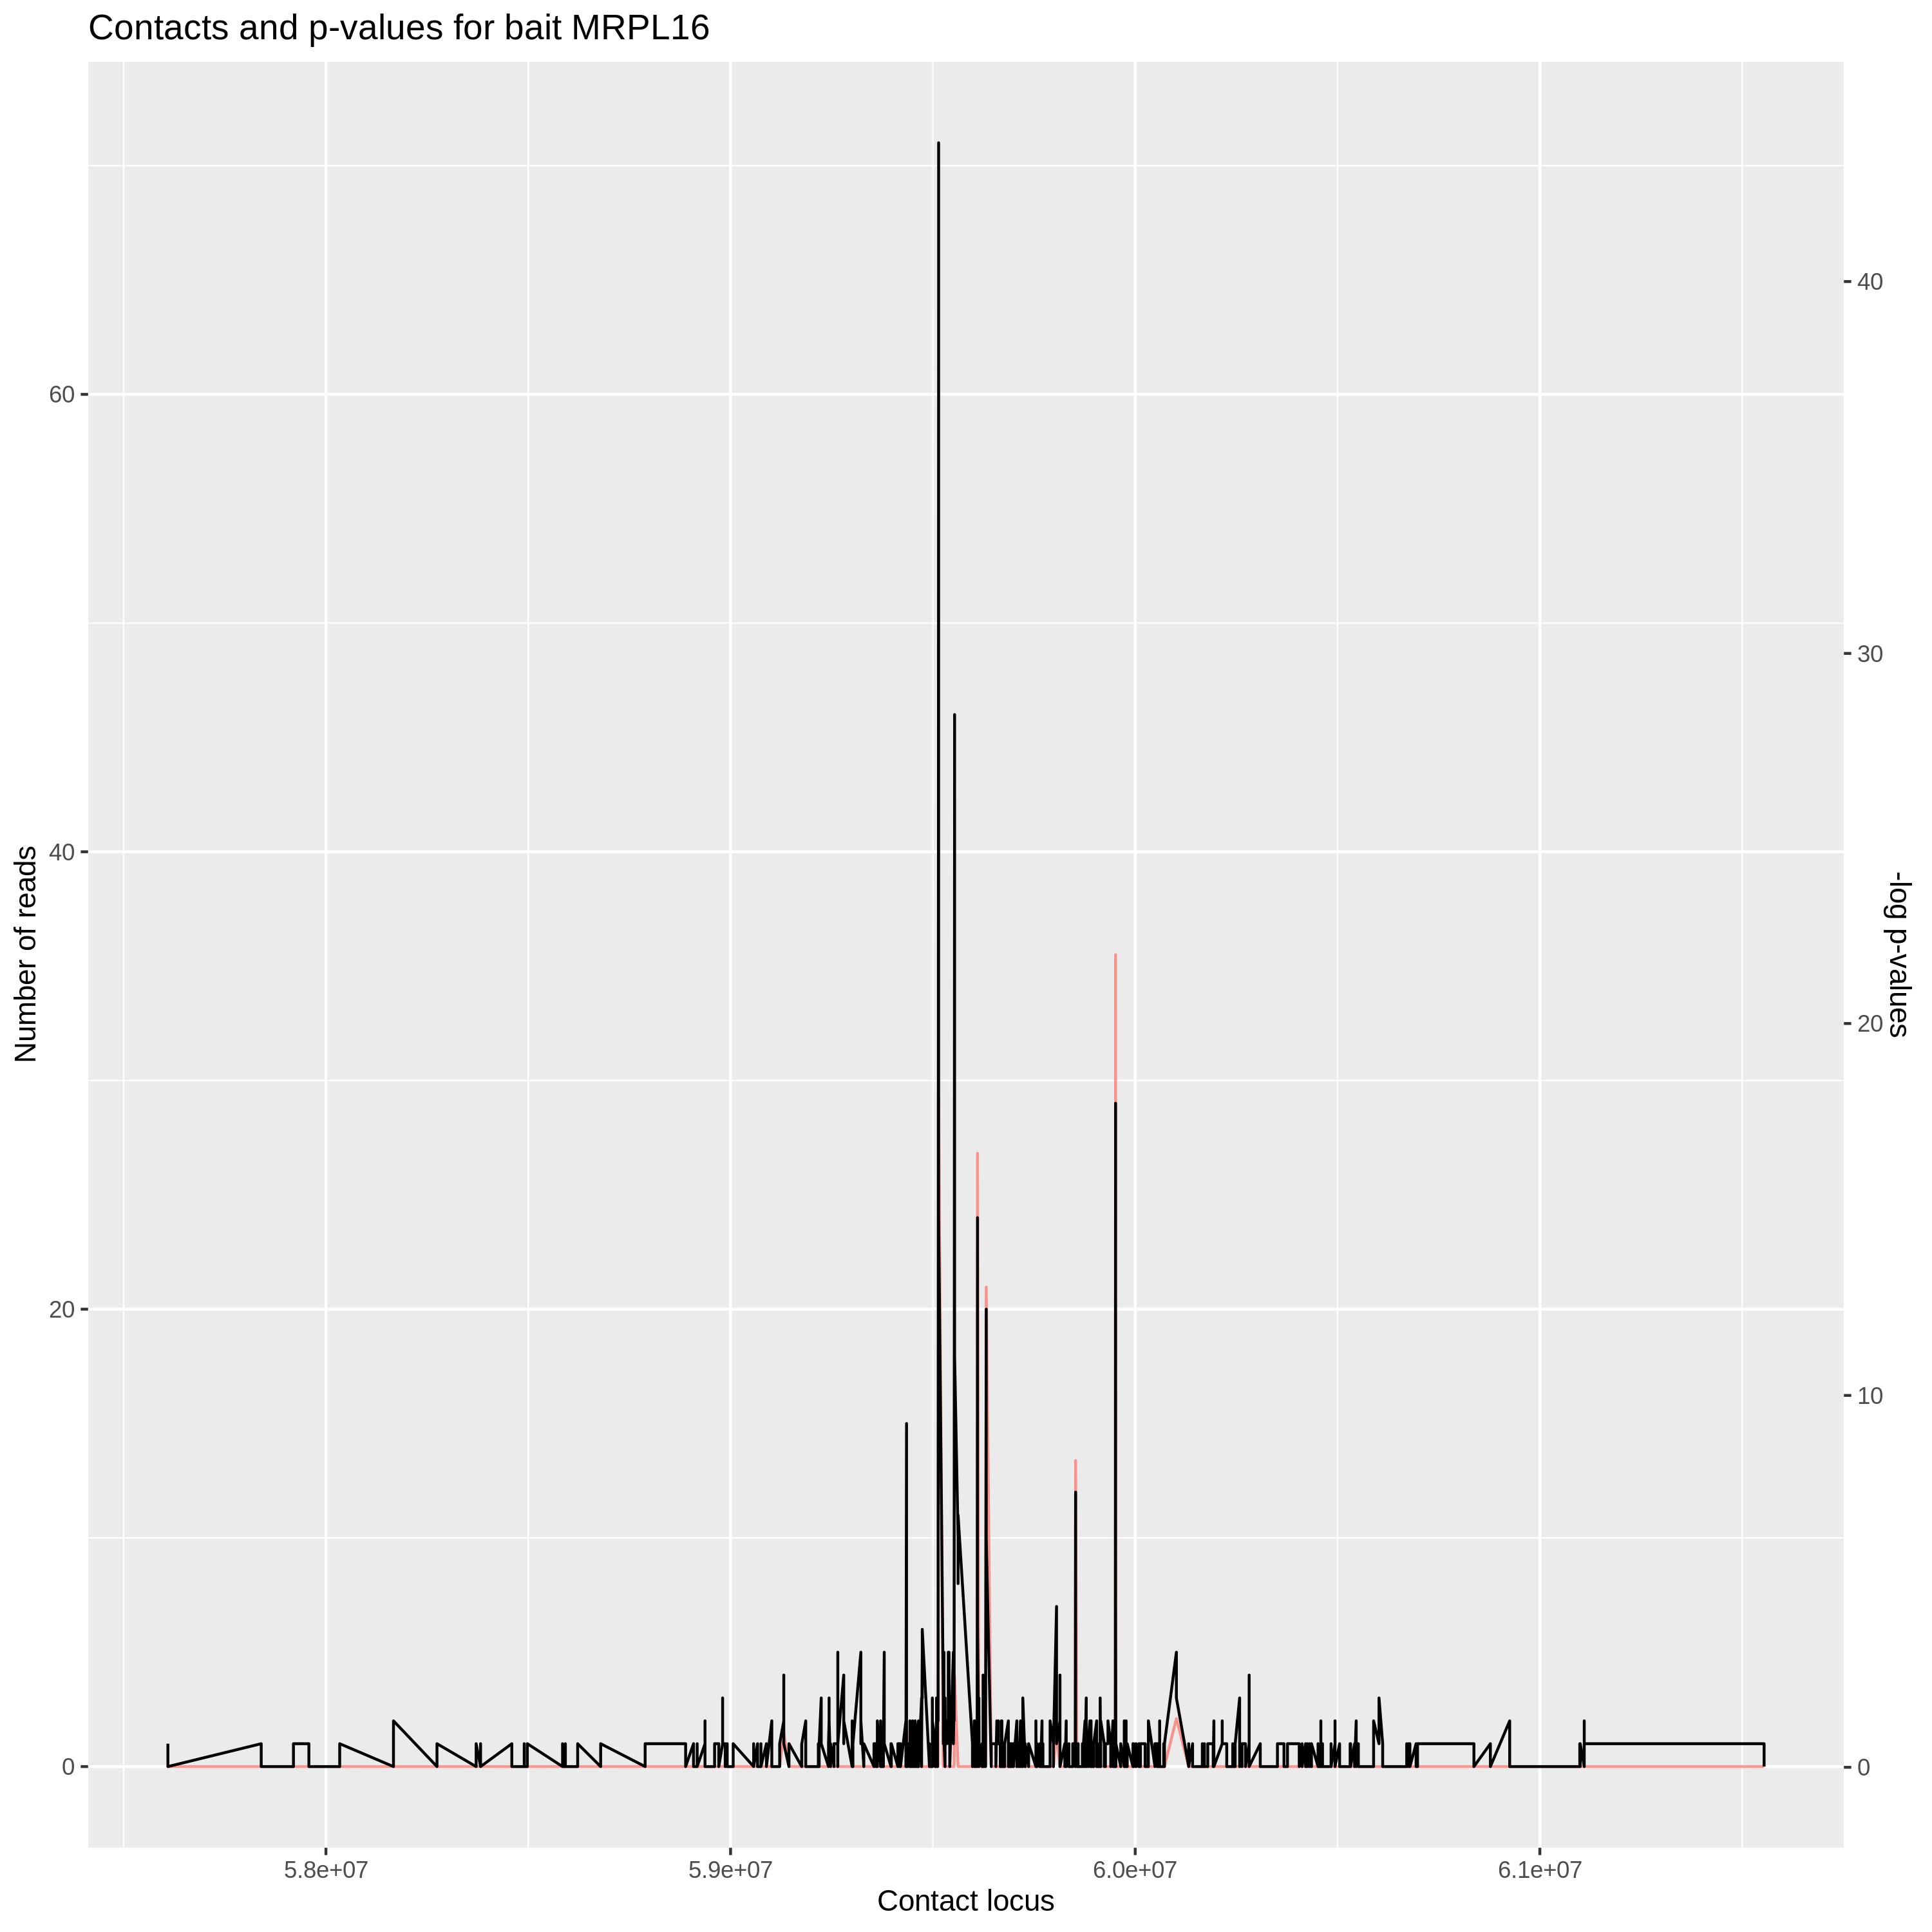 Contacts and p-values for bait MRPL16
Number of reads
60
40
20
0
40
30
20
10
0
-log p-values
5.8e+07
5.9e+07
6.0e+07
6.1e+07
Contact locus